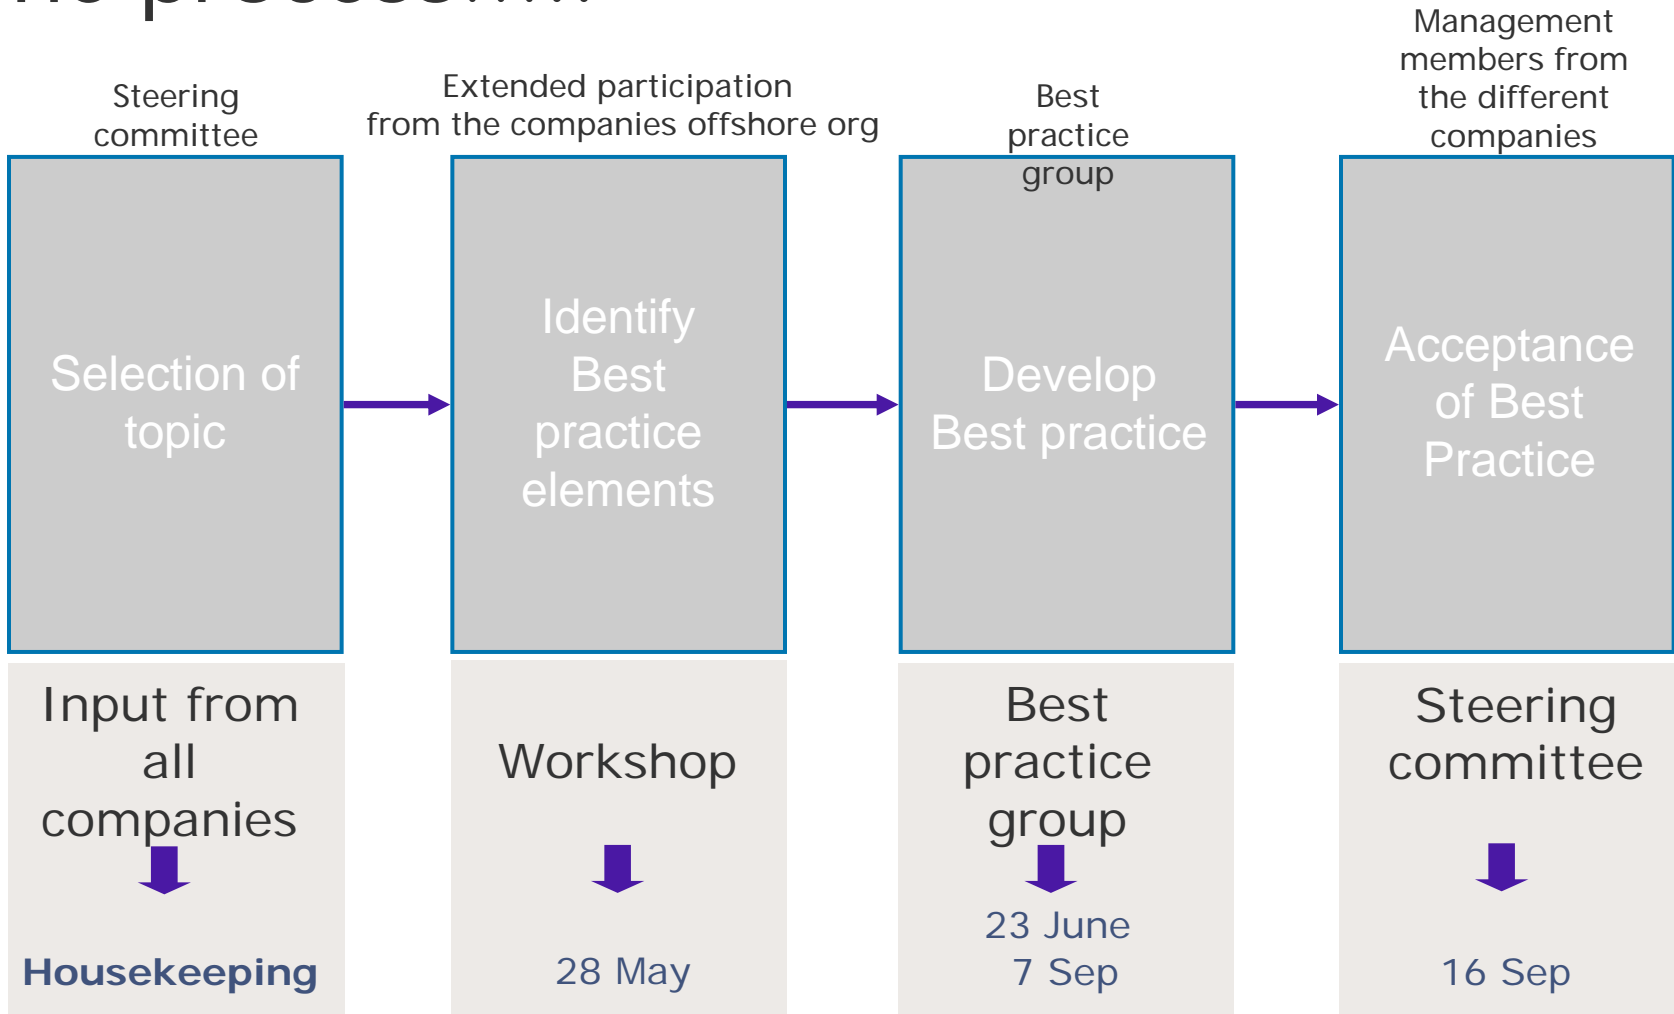 process.....
Steering
committee
Extended participation
from the companies offshore org
Best
practice
group
Management
members from
the different
companies
Selection of
topic
Identify
Best
practice
elements
Develop
Best practice
Acceptance
of Best
Practice
Input from
all
companies
Housekeeping
Workshop
28 May
Best
practice
group
23 June
7 Sep
Steering
committee
16 Sep